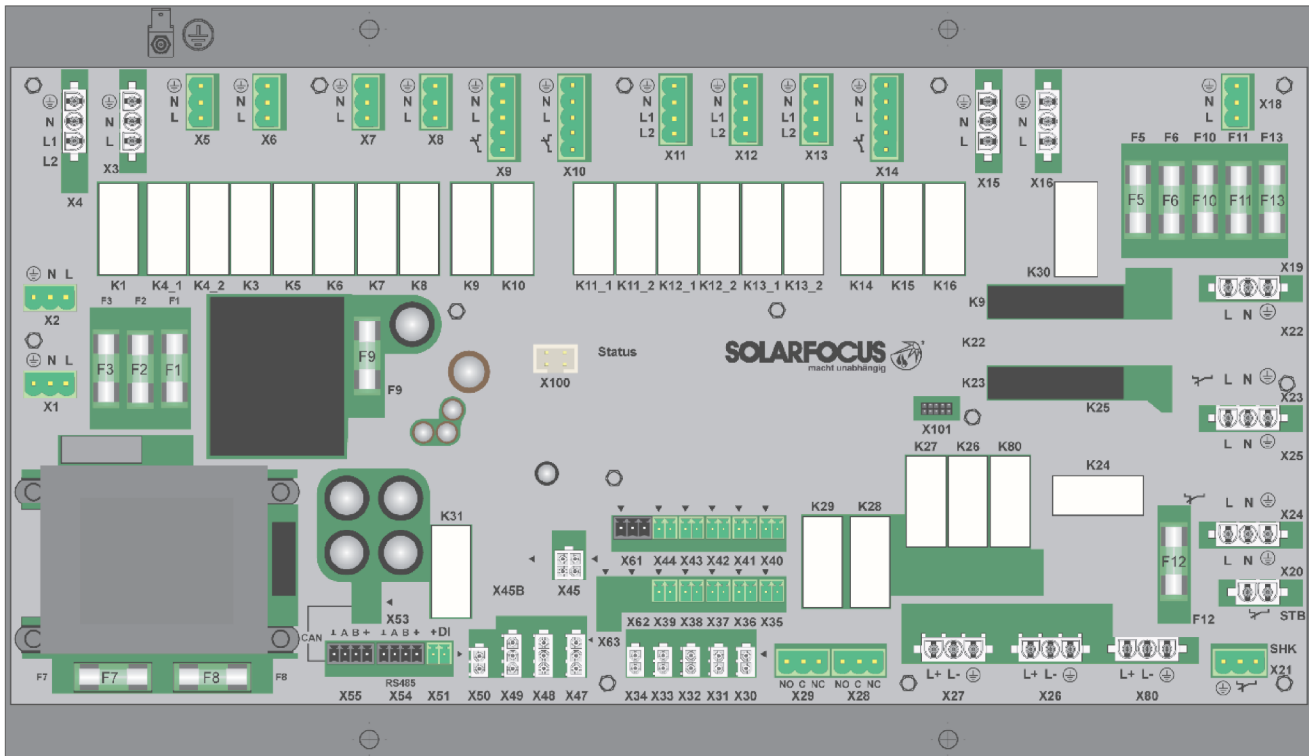 N N N N N N N N N N N N N N N
L1 L L L L L L L L1 L1 L1 L L L L
L2 L2 L2 L2
X5 X6 X7 X8 X9 X10 X11 X12 X13 X14 X15 X16 X18
X4 X3
F5 F6 F10 F11 F13
F5 F6 F10 F11 F13
K1 K4_1 K4_2 K3 K5 K6 K7 K8 K9 K10 K11_1 K11_2 K12_1 K12_2 K13_1 K13_2 K14 K15 K16 K30
N L
X2
F3 F2 F1
F3 F2 F1
N L
X1
F9
F9
X100
Status
SOLARFOCUS
macht unabhängig
K9
K22
K23
K25
X19
L N
X22
L N
X23
L N
X25
X101
K27 K26 K80
K24
K29 K28
L N
X24
L N
X20
STB
F12
F12
K31
X61 X44 X43 X42 X41 X40
X45B X45
X62 X39 X38 X37 X36 X35
X63
X53
CAN
⊥ A B + ⊥ A B + +DI
RS485
X55 X54 X51 X50 X49 X48 X47
X34 X33 X32 X31 X30
NO C NC NO C NC
X29 X28
L+ L- L+ L- L+ L-
X27 X26 X80
SHK
X21
F7 F7 F8 F8